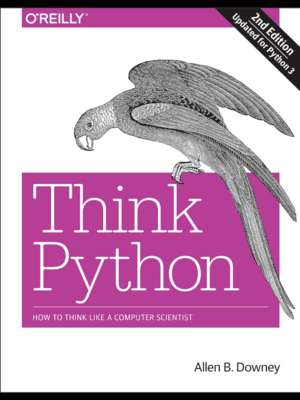 O'REILLY®
2nd Edition
Updated for Python 3
Think
Python
HOW TO THINK LIKE A COMPUTER SCIENTIST
Allen B. Downey